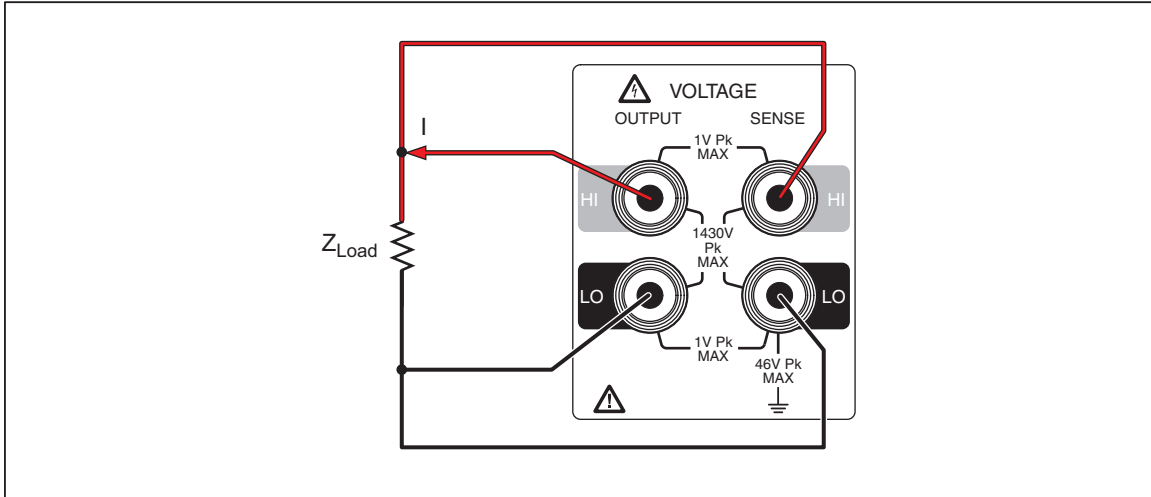 VOLTAGE
OUTPUT SENSE
1V Pk
MAX
I
HI
HI
1430V
Pk
MAX
ZLoad
LO
LO
1V Pk
MAX
46V Pk
MAX